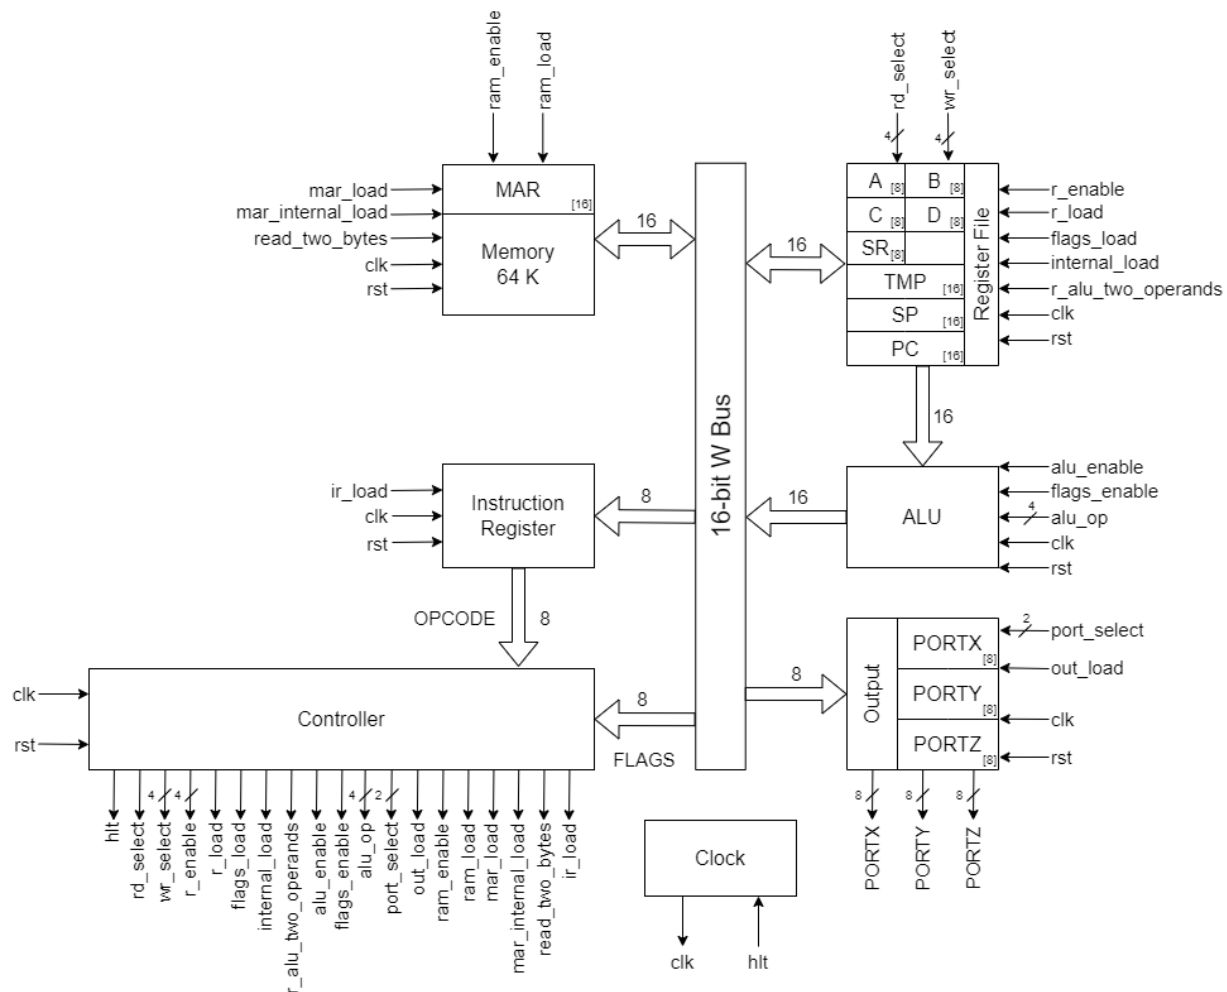 ram_enable
ram_load
rd_select
wr_select
4
4
mar_load
mar_internal_load
read_two_bytes
clk
rst
MAR
[16]
Memory
64 K
16
16-bit W Bus
16
A [8]
B [8]
C [8]
D [8]
SR [8]
TMP [16]
SP [16]
PC [16]
Register File
r_enable
r_load
flags_load
internal_load
r_alu_two_operands
clk
rst
16
ir_load
clk
rst
Instruction
Register
8
16
ALU
alu_enable
flags_enable
4
alu_op
clk
rst
OPCODE
8
clk
rst
Controller
8
FLAGS
8
Output
PORTX
[8]
PORTY
[8]
PORTZ
[8]
2
port_select
out_load
clk
rst
8
8
8
PORTX
PORTY
PORTZ
4
4
4
2
hlt
rd_select
wr_select
r_enable
r_load
flags_load
internal_load
r_alu_two_operands
alu_enable
flags_enable
alu_op
port_select
out_load
ram_enable
ram_load
mar_load
mar_internal_load
read_two_bytes
ir_load
Clock
clk
hlt